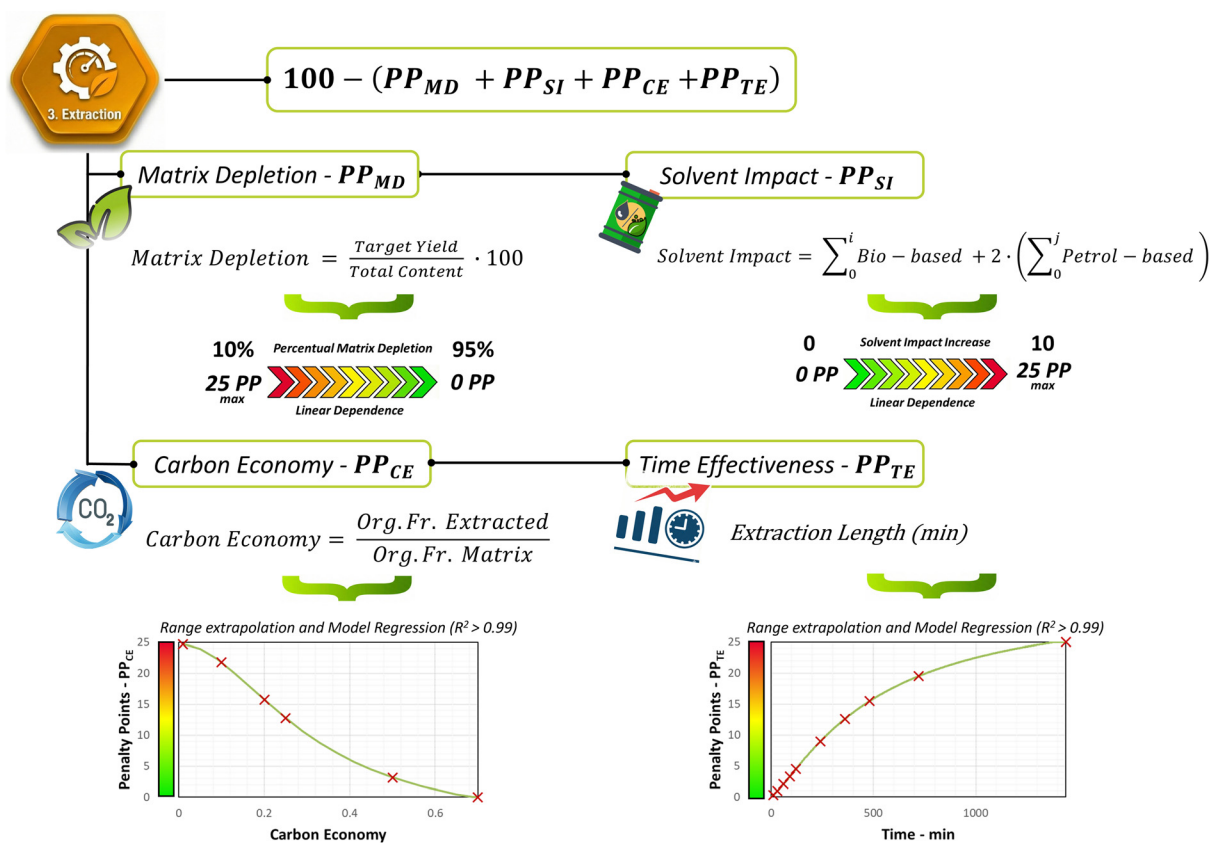 3. Extraction
100 − (PP_MD + PP_SI + PP_CE +PP_TE)
Matrix Depletion - PP_MD
Solvent Impact - PP_SI
Matrix Depletion = Target Yield / Total Content · 100
Solvent Impact = ∑_0^i Bio − based + 2 · (∑_0^j Petrol − based)
10% Percentual Matrix Depletion 95%
25 PP max 0 PP
Linear Dependence
0 Solvent Impact Increase 10
0 PP 25 PP max
Linear Dependence
Carbon Economy - PP_CE
Time Effectiveness - PP_TE
CO2
Carbon Economy = Org.Fr. Extracted / Org.Fr. Matrix
Extraction Length (min)
Range extrapolation and Model Regression (R² > 0.99)
Penalty Points - PP_CE
25
20
15
10
5
0
0 0.2 0.4 0.6
Carbon Economy
Range extrapolation and Model Regression (R² > 0.99)
Penalty Points - PP_TE
25
20
15
10
5
0
0 500 1000
Time - min